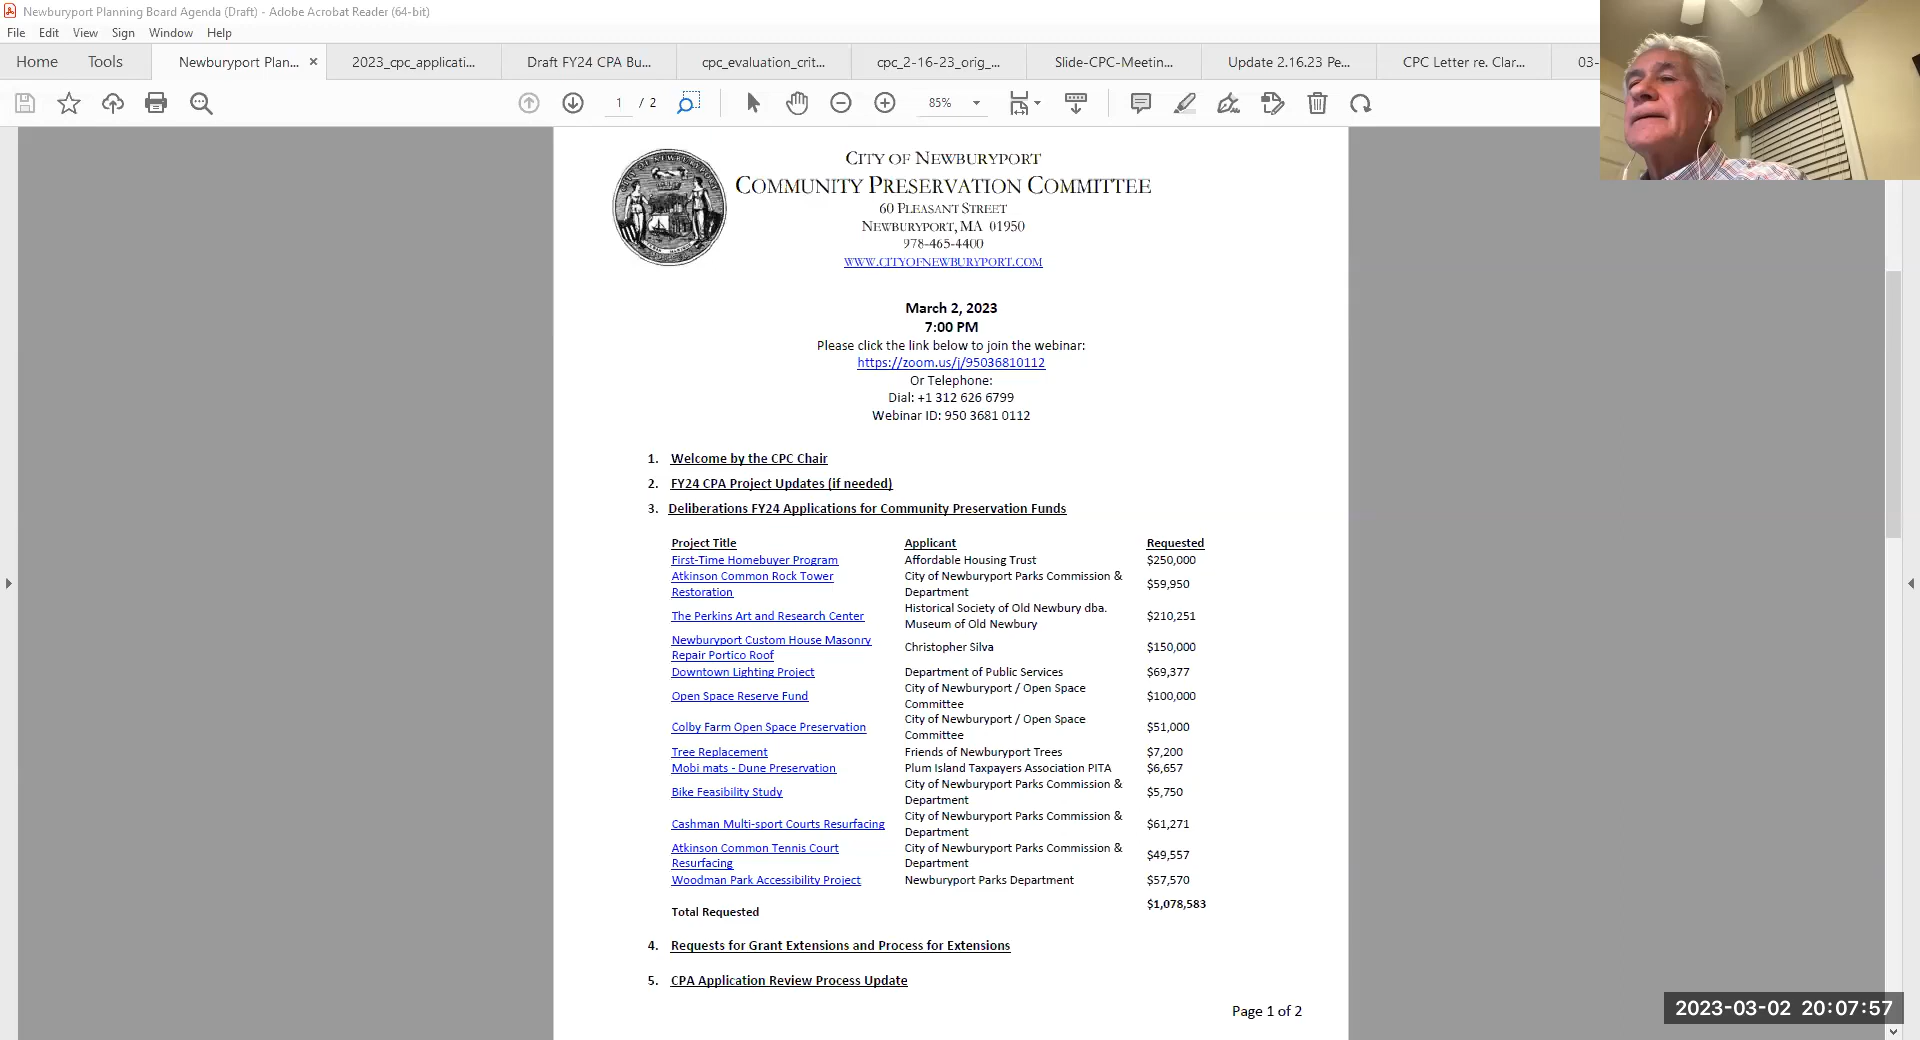 Newburyport Planning Board Agenda (Draft) - Adobe Acrobat Reader (64-bit)
File Edit View Sign Window Help
Home Tools Newburyport Plan... × 2023_cpc_applicati... Draft FY24 CPA Bu... cpc_evaluation_crit... cpc_2-16-23_orig_... Slide-CPC-Meetin... Update 2.16.23 Pe... CPC Letter re. Clar... 03-
1 / 2 85%
CITY OF NEWBURYPORT
COMMUNITY PRESERVATION COMMITTEE
60 PLEASANT STREET
NEWBURYPORT, MA 01950
978-465-4400
WWW.CITYOFNEWBURYPORT.COM
March 2, 2023
7:00 PM
Please click the link below to join the webinar:
https://zoom.us/j/95036810112
Or Telephone:
Dial: +1 312 626 6799
Webinar ID: 950 3681 0112
1. Welcome by the CPC Chair
2. FY24 CPA Project Updates (if needed)
3. Deliberations FY24 Applications for Community Preservation Funds
Project Title Applicant Requested
First-Time Homebuyer Program Affordable Housing Trust $250,000
Atkinson Common Rock Tower
Restoration City of Newburyport Parks Commission &
Department $59,950
The Perkins Art and Research Center Historical Society of Old Newbury dba.
Museum of Old Newbury $210,251
Newburyport Custom House Masonry
Repair Portico Roof Christopher Silva $150,000
Downtown Lighting Project Department of Public Services $69,377
Open Space Reserve Fund City of Newburyport / Open Space
Committee $100,000
Colby Farm Open Space Preservation City of Newburyport / Open Space
Committee $51,000
Tree Replacement Friends of Newburyport Trees $7,200
Mobi mats - Dune Preservation Plum Island Taxpayers Association PITA $6,657
Bike Feasibility Study City of Newburyport Parks Commission &
Department $5,750
Cashman Multi-sport Courts Resurfacing City of Newburyport Parks Commission &
Department $61,271
Atkinson Common Tennis Court
Resurfacing City of Newburyport Parks Commission &
Department $49,557
Woodman Park Accessibility Project Newburyport Parks Department $57,570
Total Requested $1,078,583
4. Requests for Grant Extensions and Process for Extensions
5. CPA Application Review Process Update
Page 1 of 2
2023-03-02 20:07:57